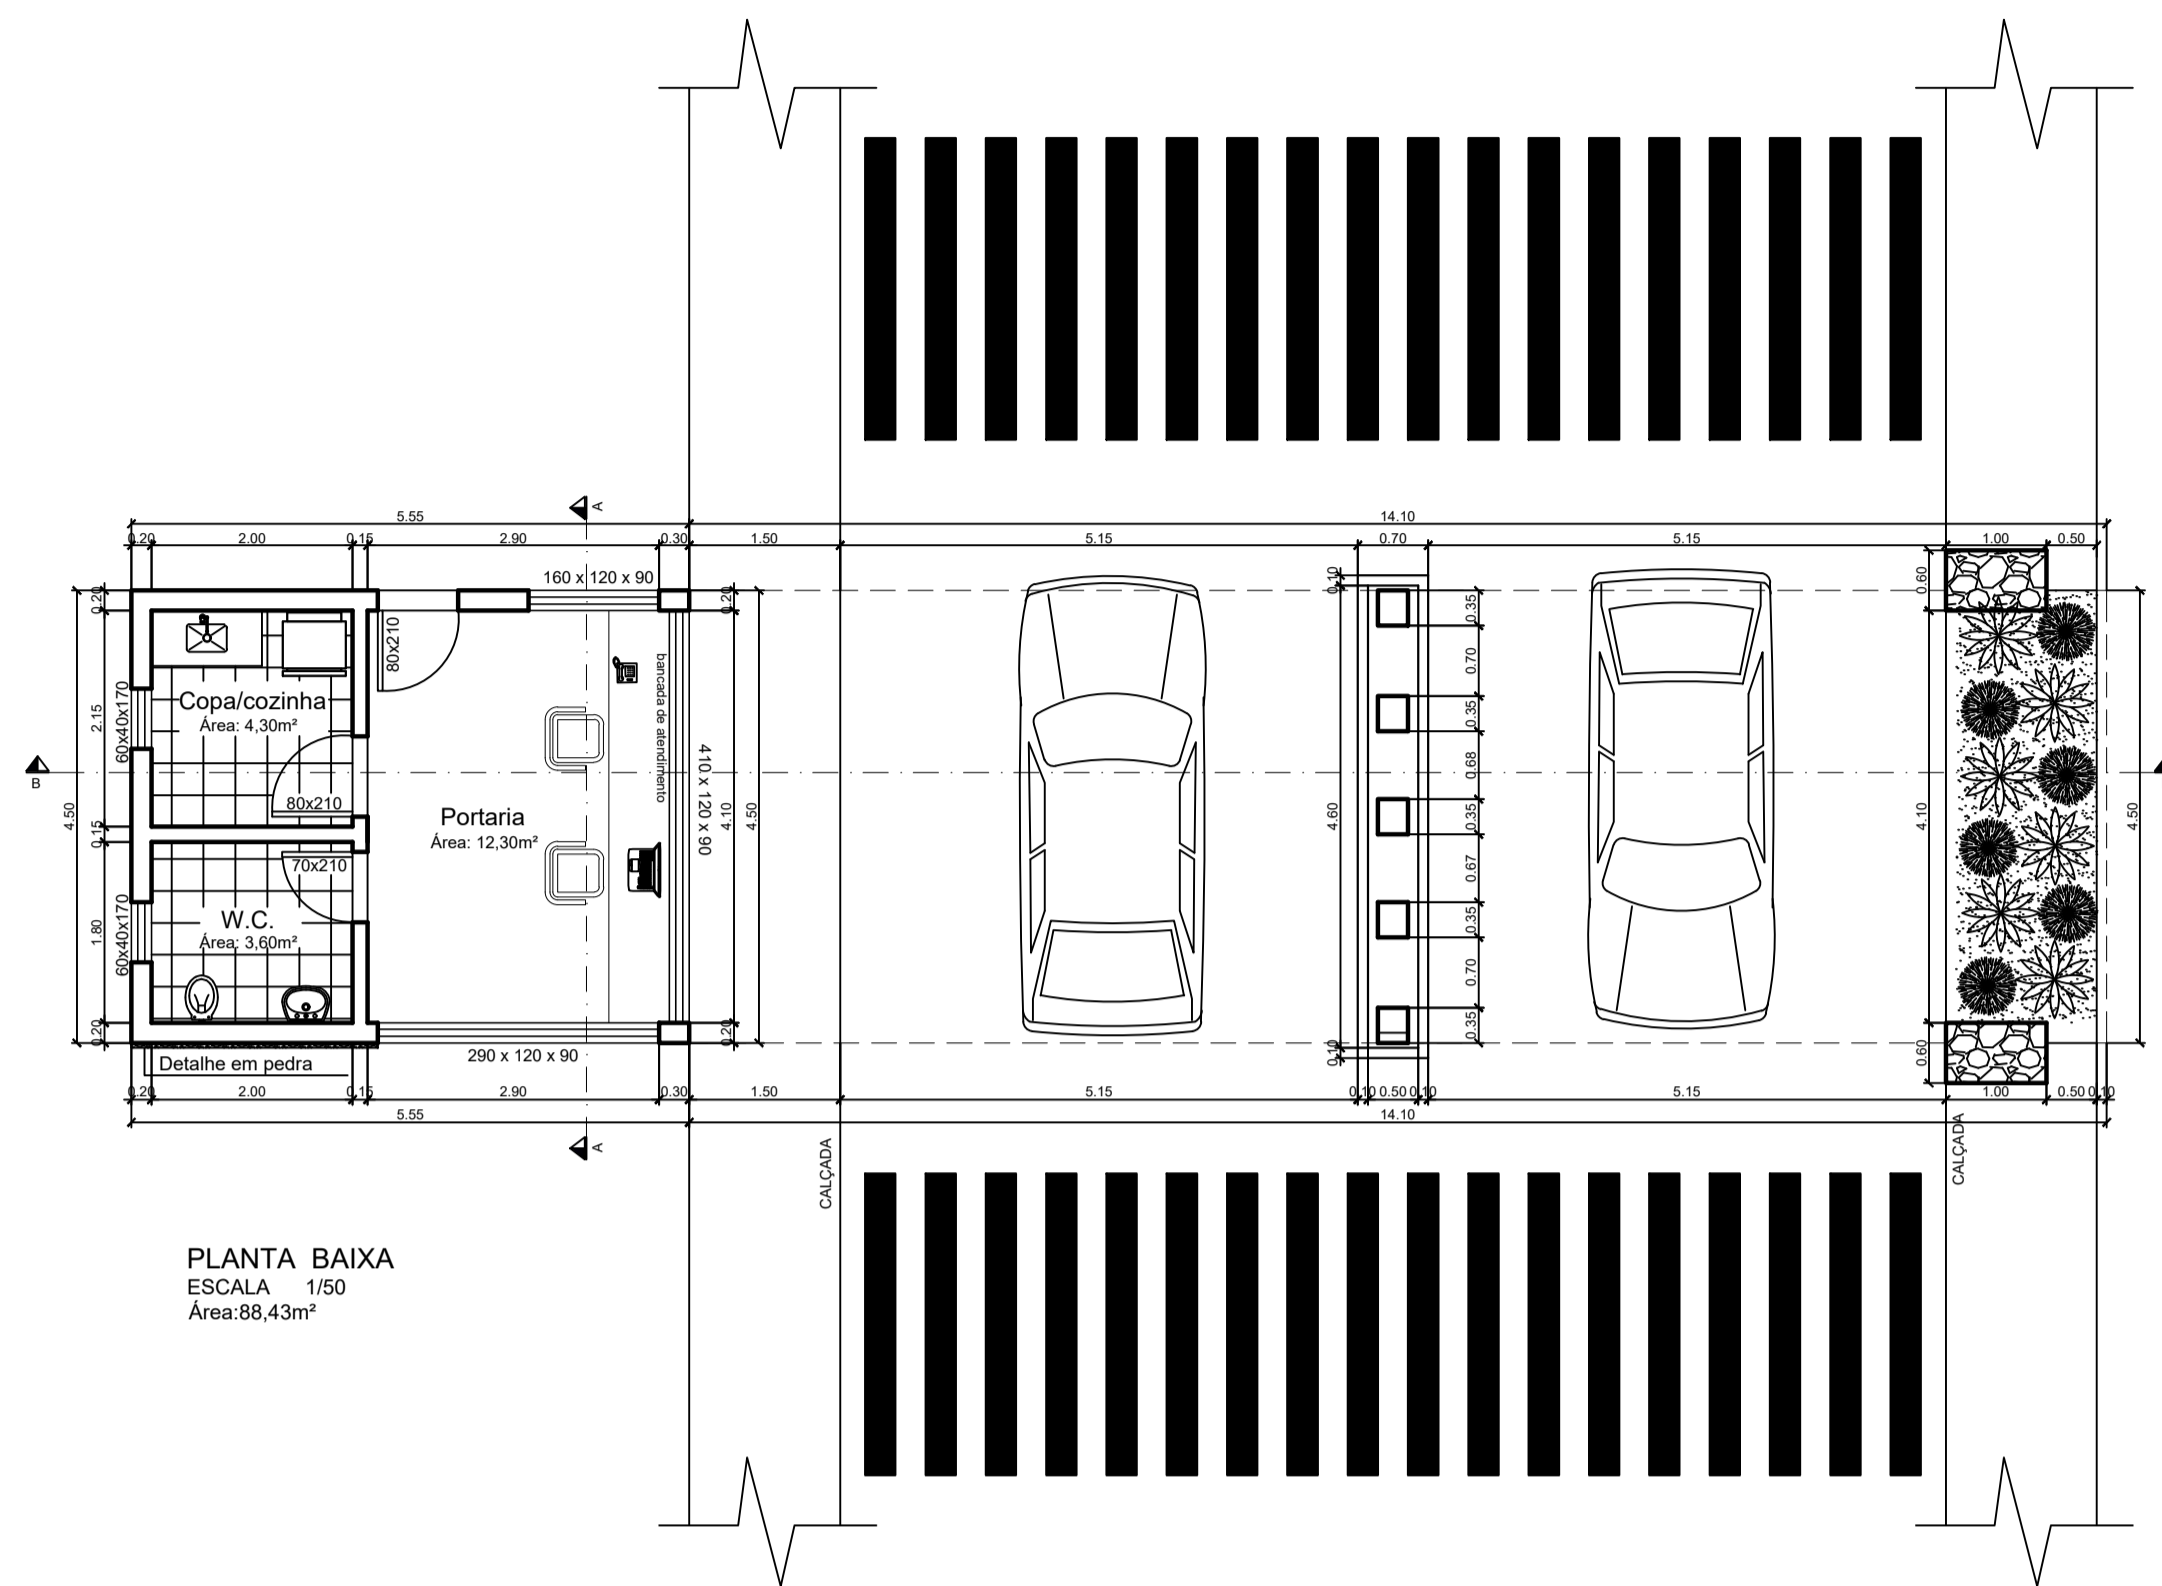 A
5.55
14.10
0.20
2.00
0.15
2.90
0.30
1.50
5.15
0.70
5.15
1.00
0.50
160 x 120 x 90
0.20
0.20
0.10
0.35
0.60
80x210
bancada de atendimento
0.70
Copa/cozinha
Área: 4,30m²
60x40x170
2.15
0.35
410 x 120 x 90
0.68
B
80x210
Portaria
Área: 12,30m²
4.50
4.10
4.50
4.60
0.35
4.10
4.50
0.15
70x210
0.67
W.C.
Área: 3,60m²
60x40x170
1.80
0.35
0.70
0.20
0.20
0.35
290 x 120 x 90
0.10
0.60
Detalhe em pedra
0.20
2.00
0.15
2.90
0.30
1.50
5.15
0.10
0.50
0.10
5.15
1.00
0.50
0.10
5.55
14.10
A
CALÇADA
CALÇADA
PLANTA BAIXA
ESCALA 1/50
Área:88,43m²